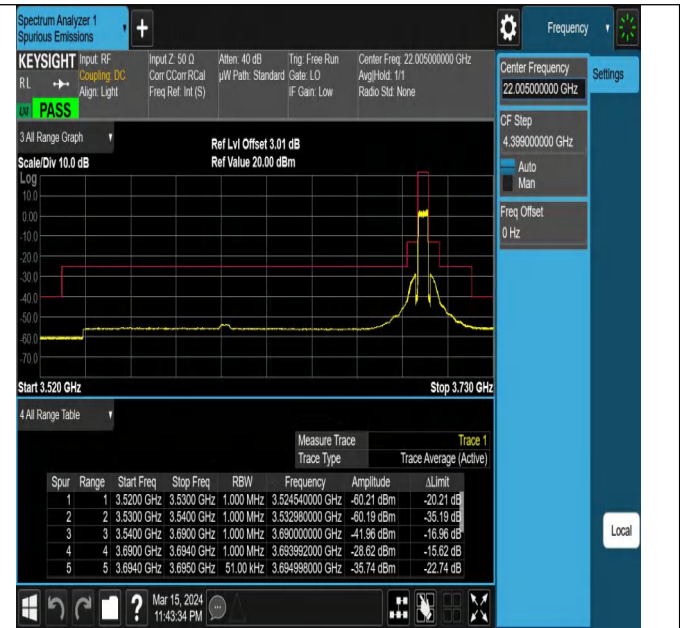 Spectrum Analyzer 1
Spurious Emissions
Frequency
KEYSIGHT
Input: RF
Coupling: DC
Align: Light
Input Z: 50 Ω
Corr CCorr RCal
Freq Ref: Int (S)
Atten: 40 dB
µW Path: Standard
Trig: Free Run
Gate: LO
IF Gain: Low
Center Freq: 22.005000000 GHz
Avg|Hold: 1/1
Radio Std: None
RL
PASS
Center Frequency
22.005000000 GHz
Settings
CF Step
4.399000000 GHz
Auto
Man
Freq Offset
0 Hz
Local
3 All Range Graph
Scale/Div 10.0 dB
Ref Lvl Offset 3.01 dB
Ref Value 20.00 dBm
Log
10.0
0.00
-10.0
-20.0
-30.0
-40.0
-50.0
-60.0
-70.0
Start 3.520 GHz
Stop 3.730 GHz
4 All Range Table
Measure Trace Trace 1
Trace Type Trace Average (Active)
Spur Range Start Freq Stop Freq RBW Frequency Amplitude ΔLimit
1 1 3.5200 GHz 3.5300 GHz 1.000 MHz 3.524540000 GHz -60.21 dBm -20.21 dB
2 2 3.5300 GHz 3.5400 GHz 1.000 MHz 3.532980000 GHz -60.19 dBm -35.19 dB
3 3 3.5400 GHz 3.6900 GHz 1.000 MHz 3.690000000 GHz -41.96 dBm -16.96 dB
4 4 3.6900 GHz 3.6940 GHz 1.000 MHz 3.693992000 GHz -28.62 dBm -15.62 dB
5 5 3.6940 GHz 3.6950 GHz 51.00 kHz 3.694998000 GHz -35.74 dBm -22.74 dB
Mar 15, 2024
11:43:34 PM